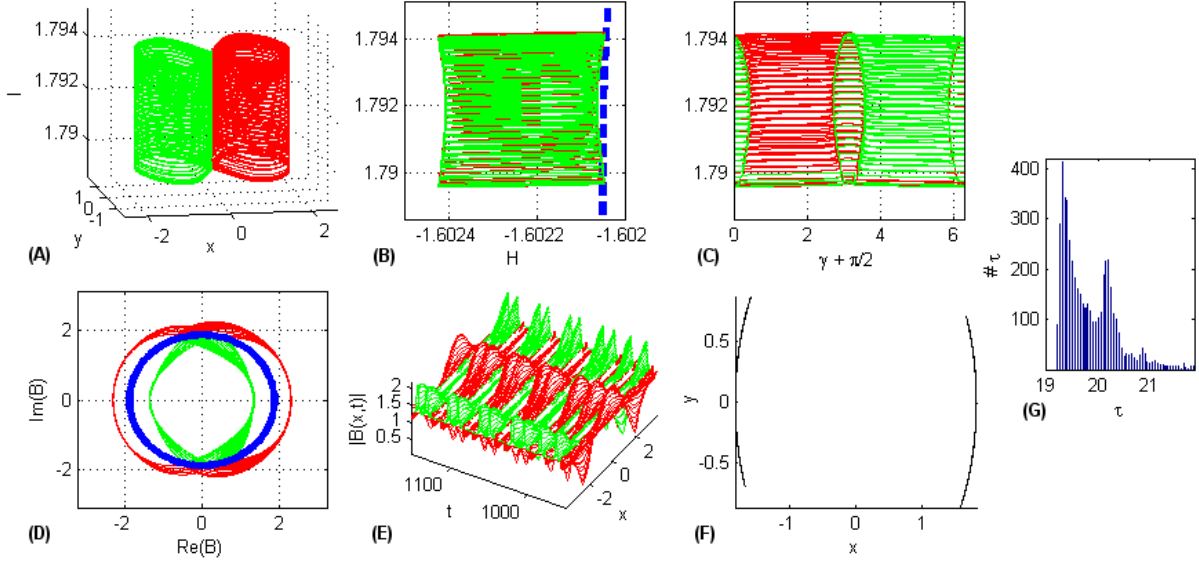 1.794
1.792
1.79
I
1
0
-1
y
-2
0
2
x
(A)
1.794
1.792
1.79
-1.6024
-1.6022
-1.602
H
(B)
1.794
1.792
1.79
0
2
4
6
γ + π/2
(C)
2
0
-2
Im(B)
-2
0
2
Re(B)
(D)
2
1.5
1
0.5
|B(x,t)|
1100
1000
t
-2
0
2
x
(E)
0.5
0
-0.5
y
-1
0
1
x
(F)
400
300
200
100
# τ
19
20
21
τ
(G)